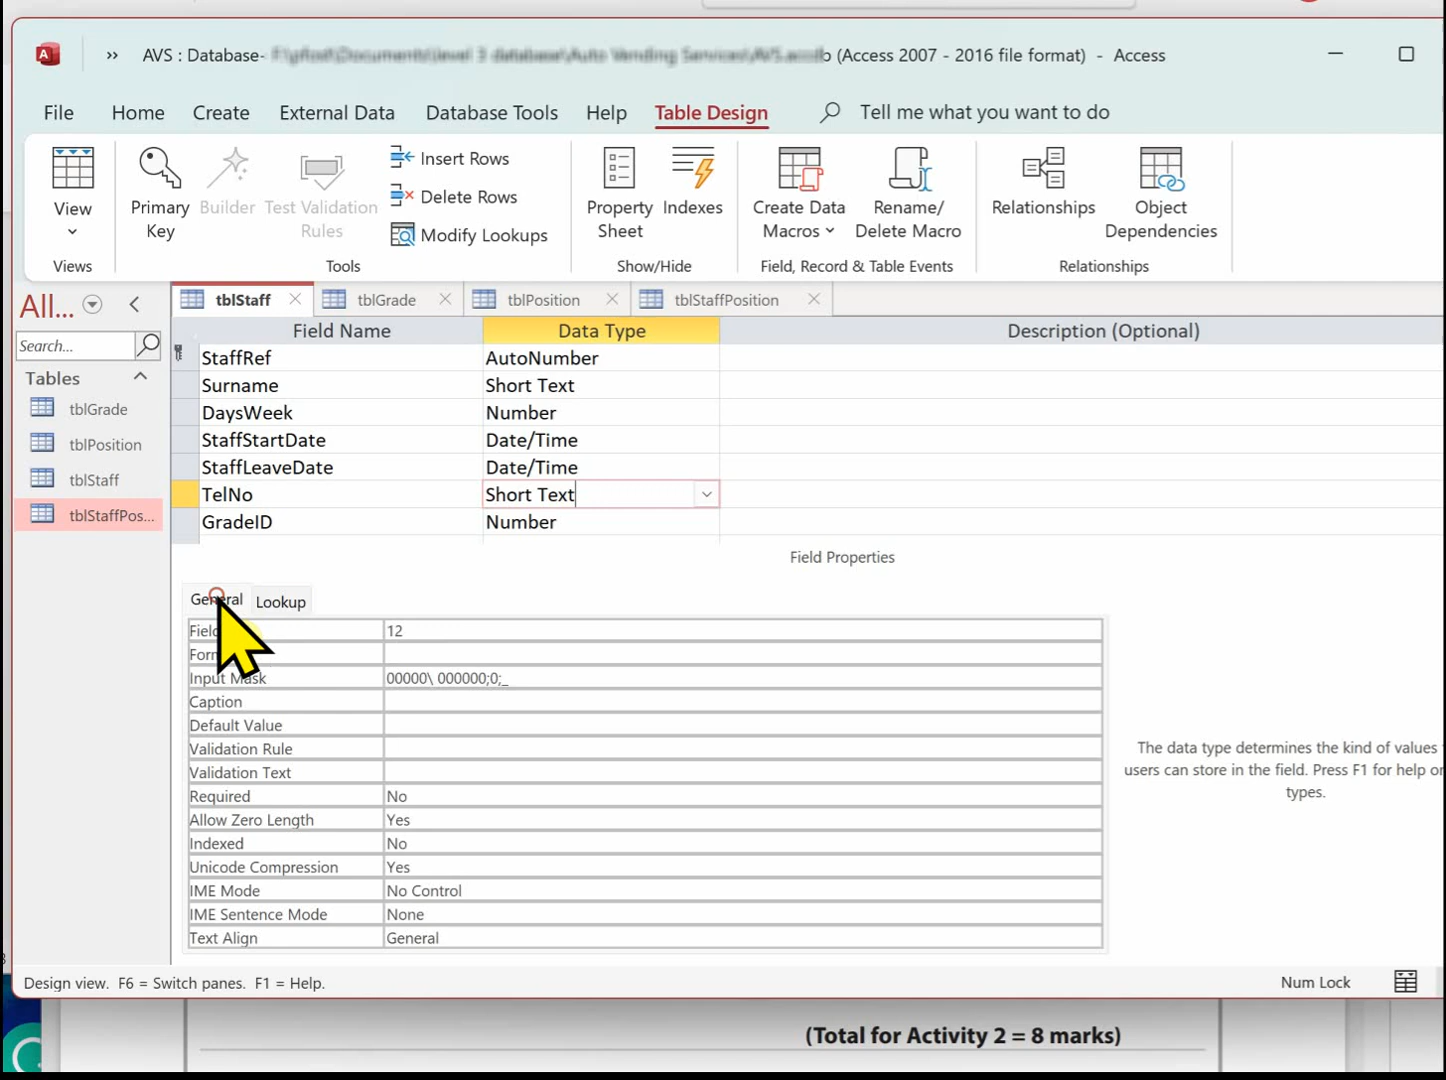 AVS : Database- (Access 2007 - 2016 file format) - Access
File Home Create External Data Database Tools Help Table Design Tell me what you want to do
View
Primary Key
Builder
Test Validation Rules
Insert Rows
Delete Rows
Modify Lookups
Property Sheet
Indexes
Create Data Macros
Rename/ Delete Macro
Relationships
Object Dependencies
Views Tools Show/Hide Field, Record & Table Events Relationships
All...
Search...
Tables
tblGrade
tblPosition
tblStaff
tblStaffPos...
tblStaff tblGrade tblPosition tblStaffPosition
Field Name Data Type Description (Optional)
StaffRef AutoNumber
Surname Short Text
DaysWeek Number
StaffStartDate Date/Time
StaffLeaveDate Date/Time
TelNo Short Text
GradeID Number
Field Properties
General Lookup
12
Input Mask 00000\ 000000;0;_
Caption
Default Value
Validation Rule
Validation Text
Required No
Allow Zero Length Yes
Indexed No
Unicode Compression Yes
IME Mode No Control
IME Sentence Mode None
Text Align General
The data type determines the kind of values
users can store in the field. Press F1 for help
types.
Design view. F6 = Switch panes. F1 = Help. Num Lock
(Total for Activity 2 = 8 marks)